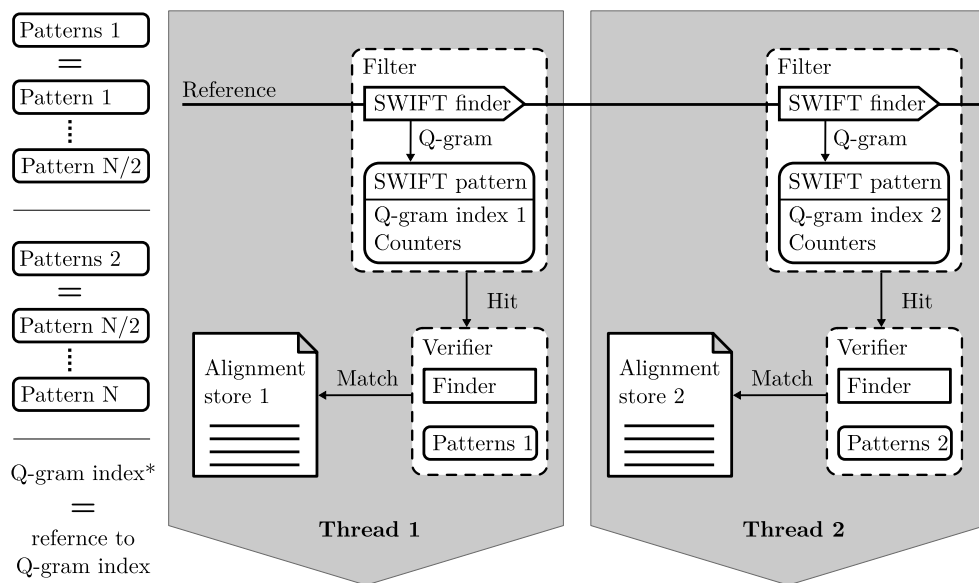 Patterns 1
=
Pattern 1
Pattern N/2
Patterns 2
=
Pattern N/2
Pattern N
Q-gram index*
=
refernce to
Q-gram index
Reference
Filter
SWIFT finder
Q-gram
SWIFT pattern
Q-gram index 1
Counters
Hit
Verifier
Finder
Patterns 1
Match
Alignment
store 1
Thread 1
Filter
SWIFT finder
Q-gram
SWIFT pattern
Q-gram index 2
Counters
Hit
Verifier
Finder
Patterns 2
Match
Alignment
store 2
Thread 2